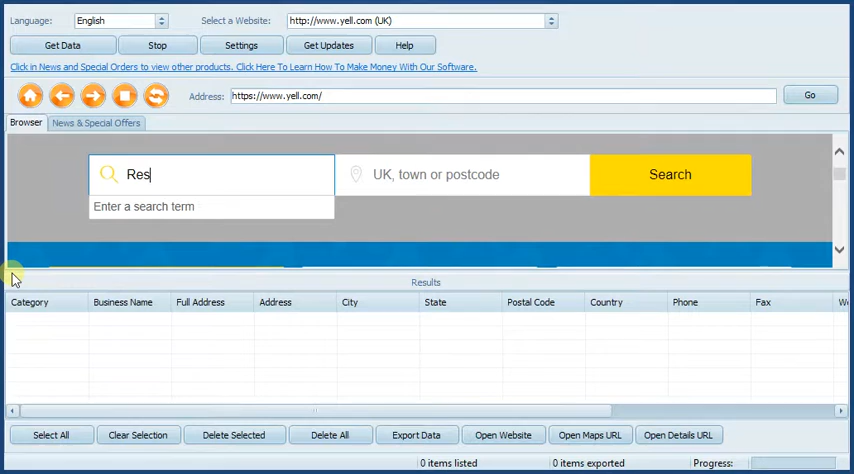 Language: English Select a Website: http://www.yell.com (UK)
Get Data Stop Settings Get Updates Help
Click in News and Special Orders to view other products. Click Here To Learn How To Make Money With Our Software.
Address: https://www.yell.com/ Go
Browser News & Special Offers
Res UK, town or postcode Search
Enter a search term
Results
Category Business Name Full Address Address City State Postal Code Country Phone Fax We
Select All Clear Selection Delete Selected Delete All Export Data Open Website Open Maps URL Open Details URL
0 items listed 0 items exported Progress: